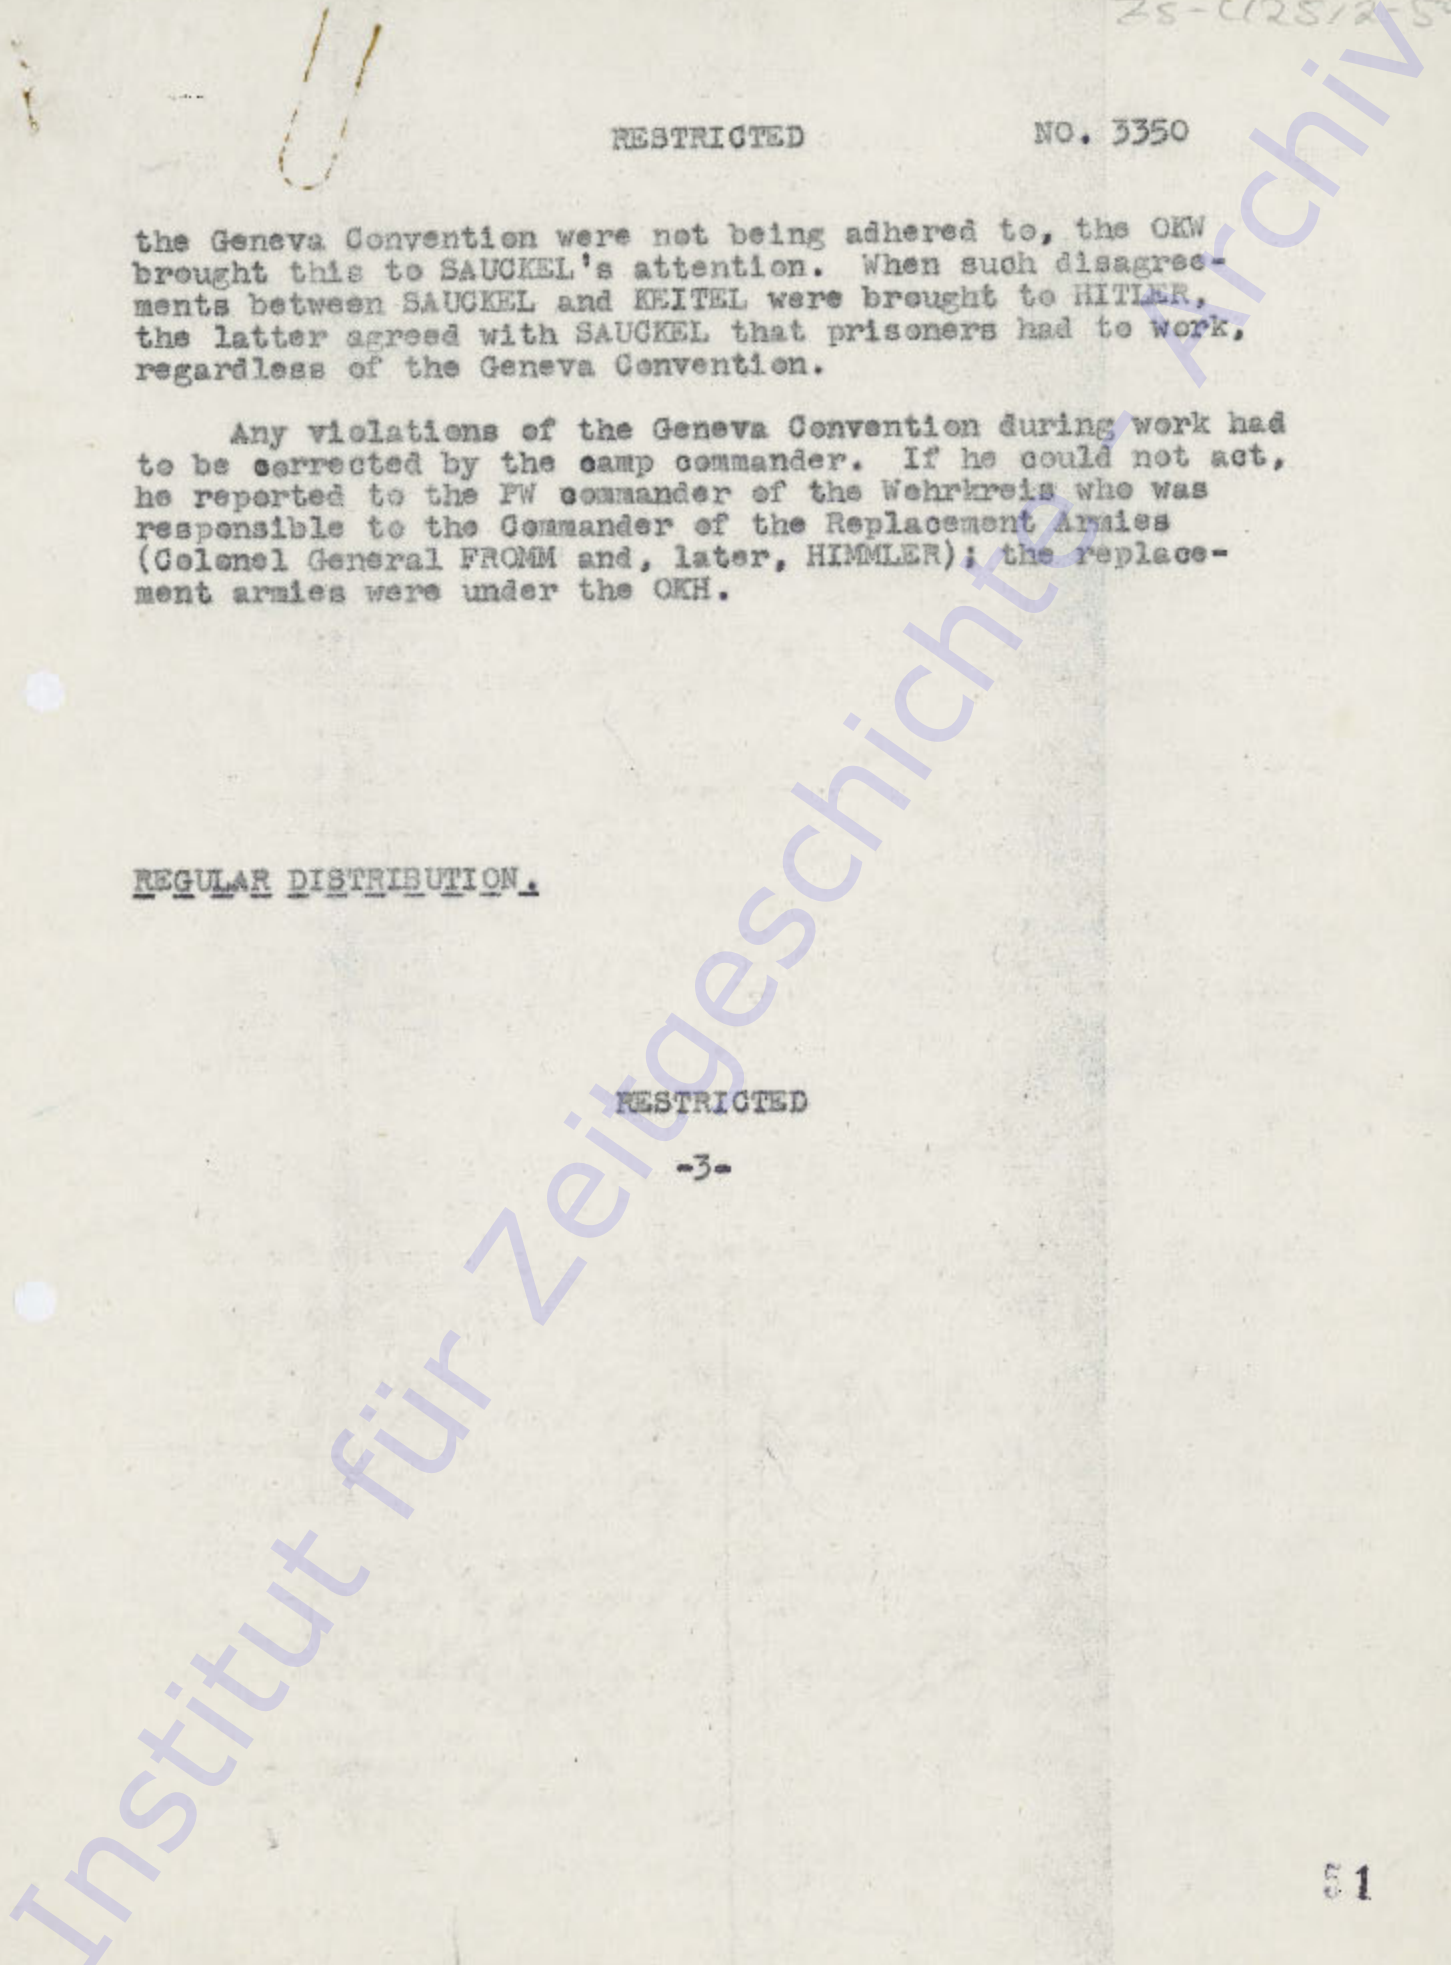 RESTRICTED NO. 3350
the Geneva Convention were not being adhered to, the OKW
brought this to SAUCKEL's attention. When such disagree-
ments between SAUCKEL and KEITEL were brought to HITLER,
the latter agreed with SAUCKEL that prisoners had to work,
regardless of the Geneva Convention.
Any violations of the Geneva Convention during work had
to be corrected by the camp commander. If he could not act,
he reported to the PW commander of the Wehrkreis who was
responsible to the Commander of the Replacement Armies
(Colonel General FROMM and, later, HIMMLER); the replace-
ment armies were under the OKH.
REGULAR DISTRIBUTION.
RESTRICTED
-3-
51
Institut für Zeitgeschichte - Archiv